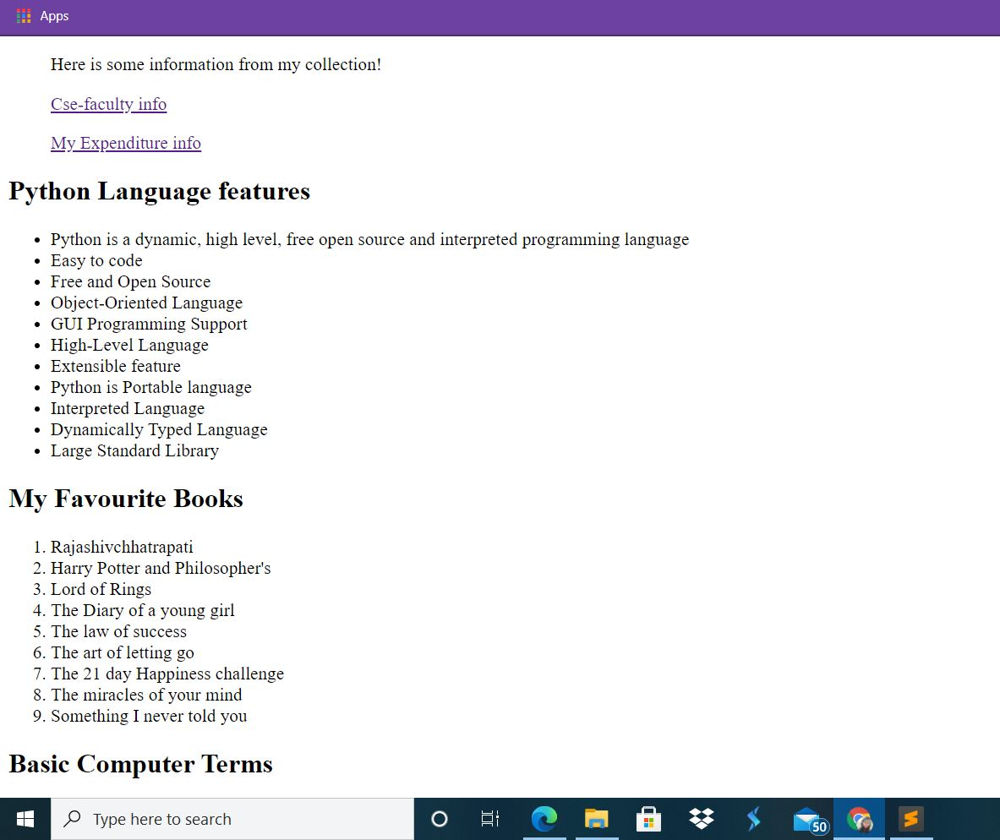 Apps
Here is some information from my collection!
Cse-faculty info
My Expenditure info
Python Language features
• Python is a dynamic, high level, free open source and interpreted programming language
• Easy to code
• Free and Open Source
• Object-Oriented Language
• GUI Programming Support
• High-Level Language
• Extensible feature
• Python is Portable language
• Interpreted Language
• Dynamically Typed Language
• Large Standard Library
My Favourite Books
1. Rajashivchhatrapati
2. Harry Potter and Philosopher's
3. Lord of Rings
4. The Diary of a young girl
5. The law of success
6. The art of letting go
7. The 21 day Happiness challenge
8. The miracles of your mind
9. Something I never told you
Basic Computer Terms
Type here to search
50